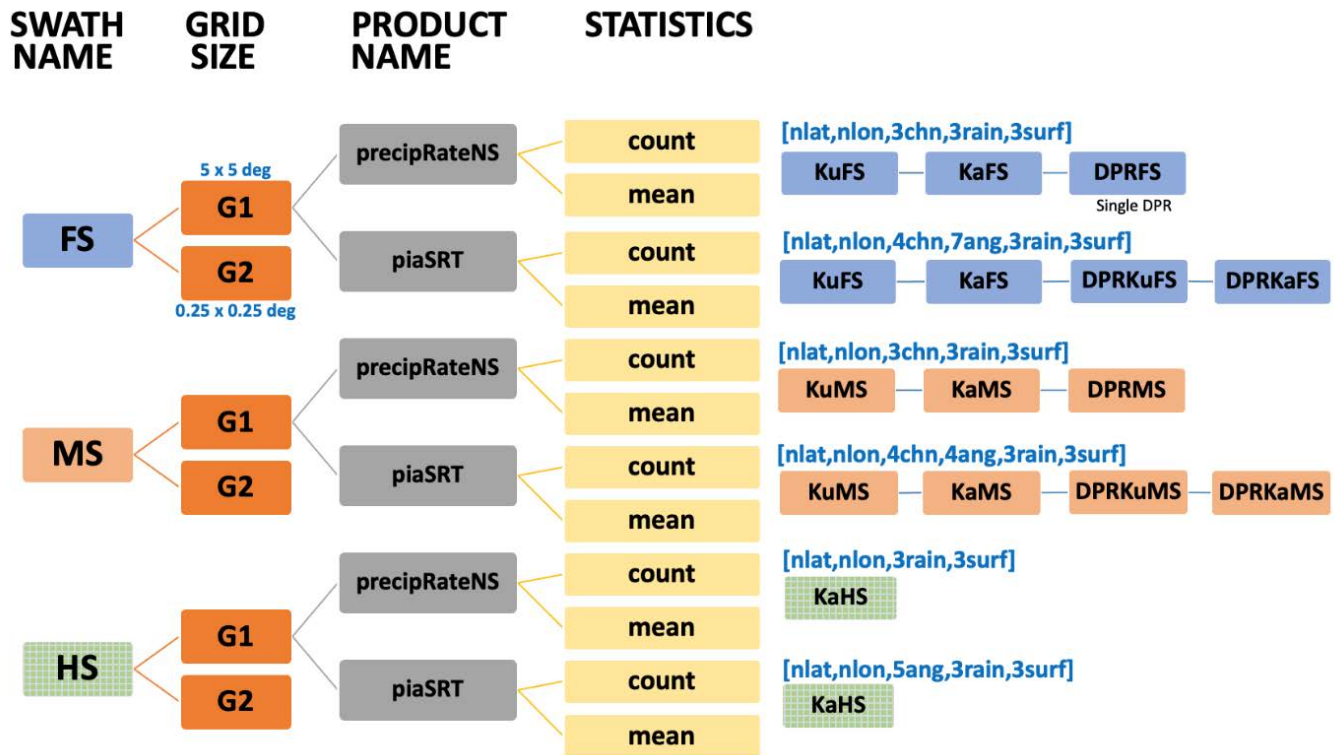 SWATH NAME
GRID SIZE
PRODUCT NAME
STATISTICS
FS
5 x 5 deg
G1
G2
0.25 x 0.25 deg
precipRateNS
count
mean
[nlat,nlon,3chn,3rain,3surf]
KuFS
KaFS
DPRFS
Single DPR
piaSRT
count
mean
[nlat,nlon,4chn,7ang,3rain,3surf]
KuFS
KaFS
DPRKuFS
DPRKaFS
MS
G1
G2
precipRateNS
count
mean
[nlat,nlon,3chn,3rain,3surf]
KuMS
KaMS
DPRMS
piaSRT
count
mean
[nlat,nlon,4chn,4ang,3rain,3surf]
KuMS
KaMS
DPRKuMS
DPRKaMS
HS
G1
G2
precipRateNS
count
mean
[nlat,nlon,3rain,3surf]
KaHS
piaSRT
count
mean
[nlat,nlon,5ang,3rain,3surf]
KaHS